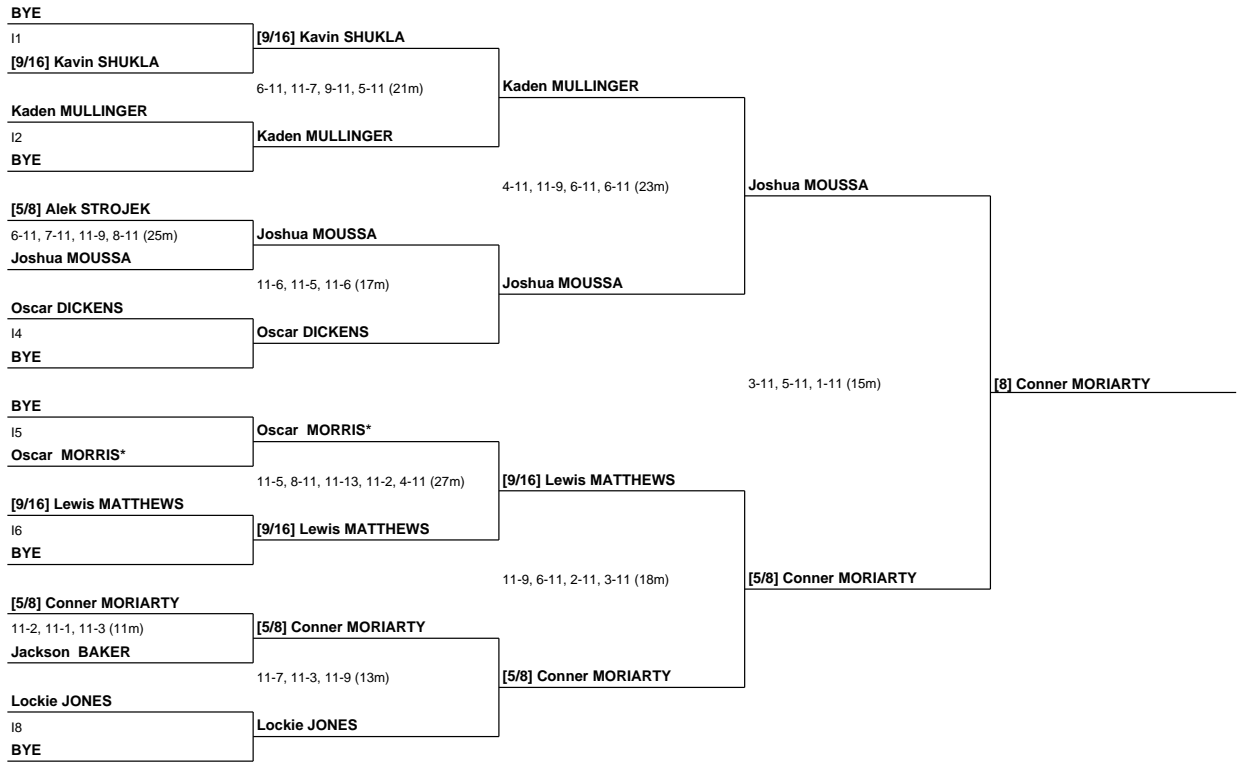 BYE
I1
[9/16] Kavin SHUKLA
Kaden MULLINGER
I2
BYE
[5/8] Alek STROJEK
6-11, 7-11, 11-9, 8-11 (25m)
Joshua MOUSSA
Oscar DICKENS
I4
BYE
BYE
I5
Oscar  MORRIS*
[9/16] Lewis MATTHEWS
I6
BYE
[5/8] Conner MORIARTY
11-2, 11-1, 11-3 (11m)
Jackson  BAKER
Lockie JONES
I8
BYE
[9/16] Kavin SHUKLA
6-11, 11-7, 9-11, 5-11 (21m)
Kaden MULLINGER
Joshua MOUSSA
11-6, 11-5, 11-6 (17m)
Oscar DICKENS
Oscar  MORRIS*
11-5, 8-11, 11-13, 11-2, 4-11 (27m)
[9/16] Lewis MATTHEWS
[5/8] Conner MORIARTY
11-7, 11-3, 11-9 (13m)
Lockie JONES
Kaden MULLINGER
4-11, 11-9, 6-11, 6-11 (23m)
Joshua MOUSSA
[9/16] Lewis MATTHEWS
11-9, 6-11, 2-11, 3-11 (18m)
[5/8] Conner MORIARTY
Joshua MOUSSA
3-11, 5-11, 1-11 (15m)
[5/8] Conner MORIARTY
[8] Conner MORIARTY